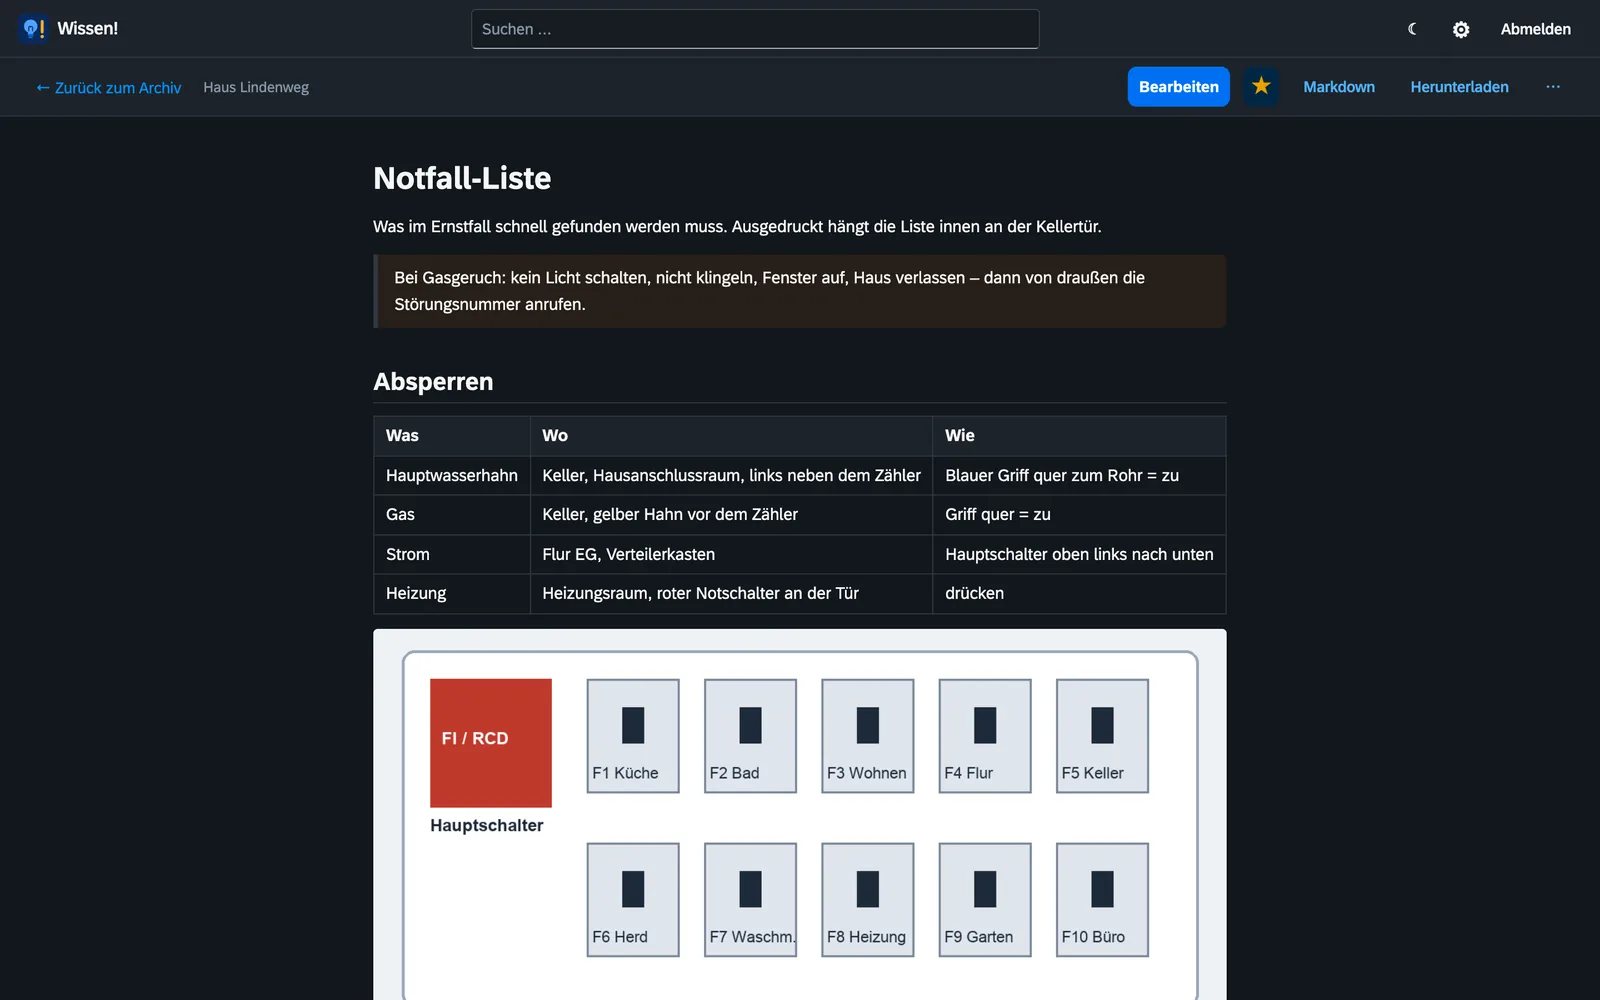 Wissen!
Suchen ...
Abmelden
← Zurück zum Archiv
Haus Lindenweg
Bearbeiten
Markdown
Herunterladen
···
Notfall-Liste
Was im Ernstfall schnell gefunden werden muss. Ausgedruckt hängt die Liste innen an der Kellertür.
Bei Gasgeruch: kein Licht schalten, nicht klingeln, Fenster auf, Haus verlassen – dann von draußen die
Störungsnummer anrufen.
Absperren
Was Wo Wie
Hauptwasserhahn Keller, Hausanschlussraum, links neben dem Zähler Blauer Griff quer zum Rohr = zu
Gas Keller, gelber Hahn vor dem Zähler Griff quer = zu
Strom Flur EG, Verteilerkasten Hauptschalter oben links nach unten
Heizung Heizungsraum, roter Notschalter an der Tür drücken
FI / RCD
Hauptschalter
F1 Küche F2 Bad F3 Wohnen F4 Flur F5 Keller
F6 Herd F7 Waschm. F8 Heizung F9 Garten F10 Büro